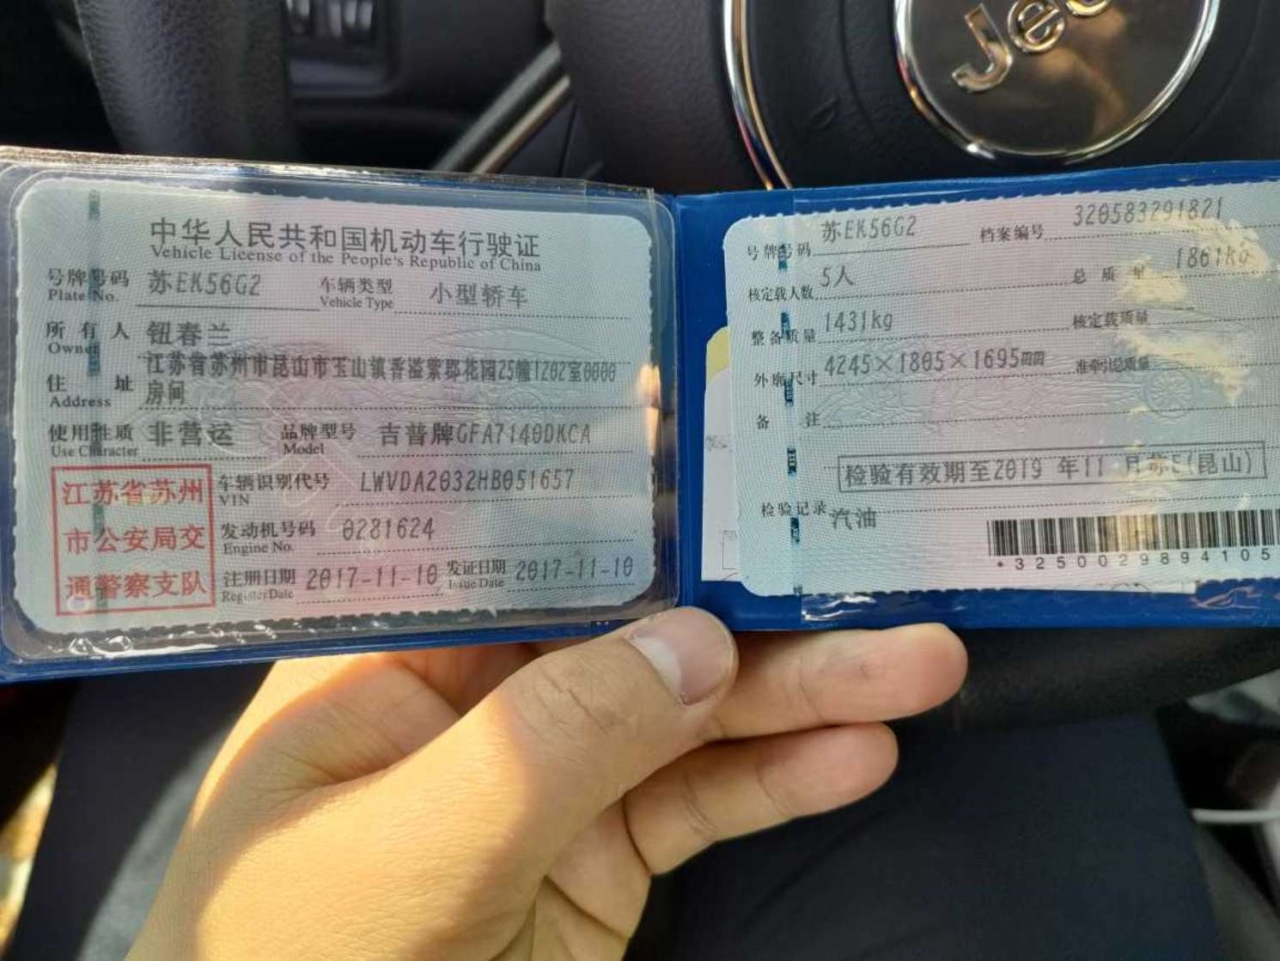 Jee
中华人民共和国机动车行驶证
Vehicle License of the People's Republic of China
号牌号码 苏EK56G2 车辆类型 小型轿车
Plate No. Vehicle Type
所有人 钮春兰
Owner
江苏省苏州市昆山市玉山镇香溢紫郡花园25幢1202室0000
住址 房间
Address
使用性质 非营运 品牌型号 吉普牌GFA7140DKCA
Use Character Model
江苏省苏州
市公安局交
通警察支队
车辆识别代号 LWVDA2032HB051657
VIN
发动机号码 0281624
Engine No.
注册日期 2017-11-10 发证日期 2017-11-10
Register Date Issue Date
号牌号码 苏EK56G2 档案编号 320583291821
核定载人数 5人 总质量 1861kg
整备质量 1431kg 核定载质量
外廓尺寸 4245×1805×1695mm 准牵引总质量
备注
检验有效期至2019年11月苏E(昆山)
检验记录 汽油
*3250029894105